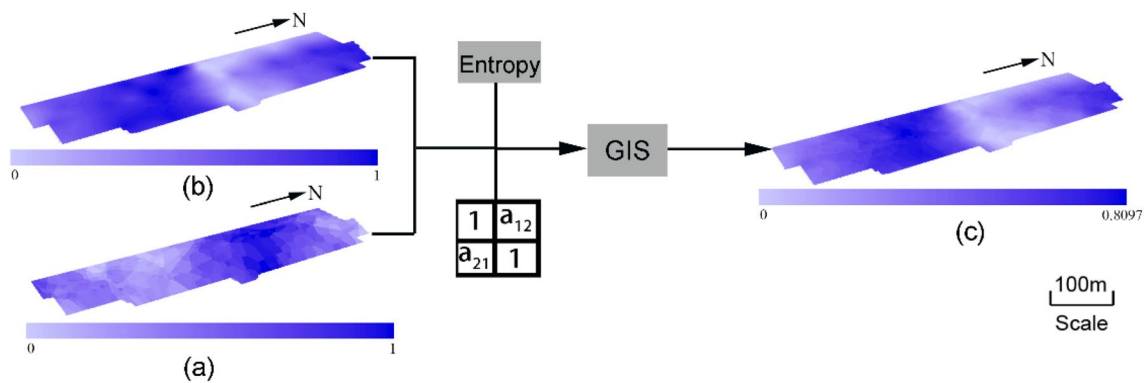 N
0
1
(b)
N
0
1
(a)
Entropy
1 a12
a21 1
GIS
N
0
0.8097
(c)
100m
Scale